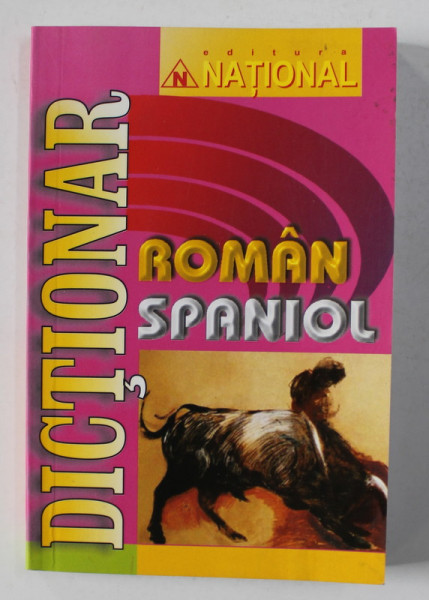 editura
N NAȚIONAL
DICȚIONAR
ROMÂN
SPANIOL